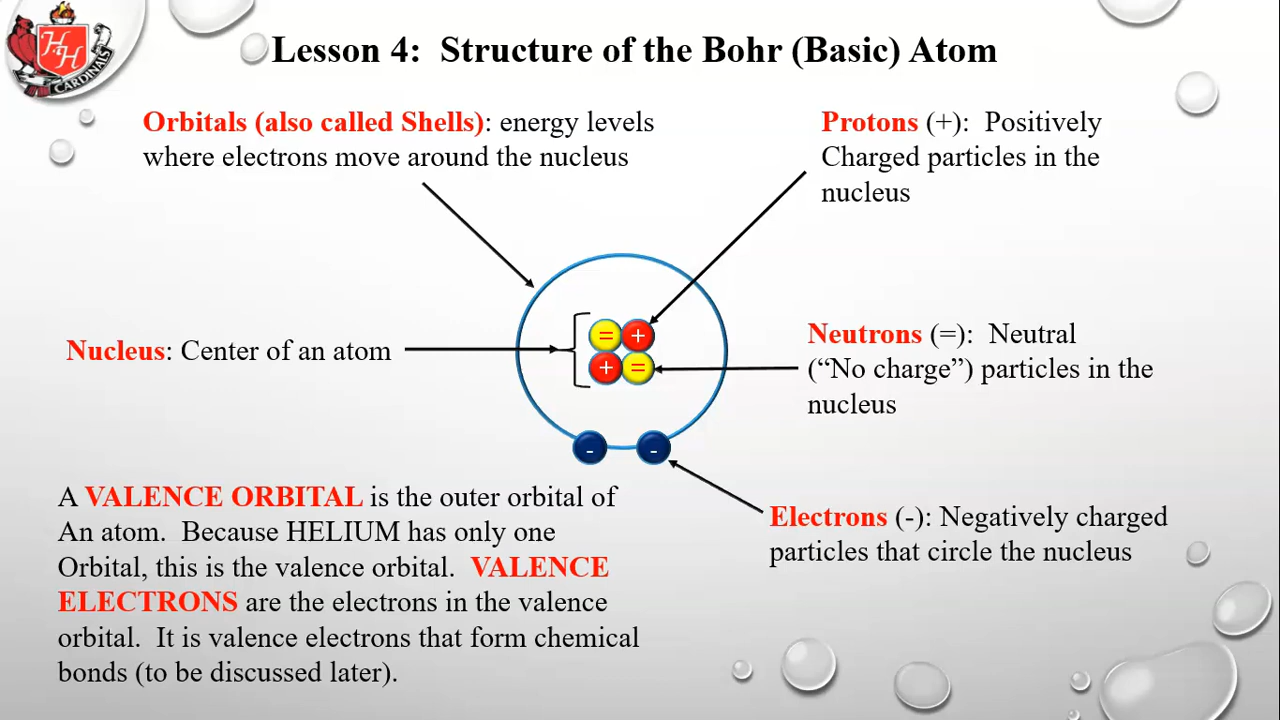 Lesson 4:  Structure of the Bohr (Basic) Atom
HH
CARDINALS
Orbitals (also called Shells): energy levels
where electrons move around the nucleus
Protons (+):  Positively
Charged particles in the
nucleus
Nucleus: Center of an atom
= +
+ =
Neutrons (=):  Neutral
(“No charge”) particles in the
nucleus
- -
Electrons (-): Negatively charged
particles that circle the nucleus
A VALENCE ORBITAL is the outer orbital of
An atom.  Because HELIUM has only one
Orbital, this is the valence orbital.  VALENCE
ELECTRONS are the electrons in the valence
orbital.  It is valence electrons that form chemical
bonds (to be discussed later).